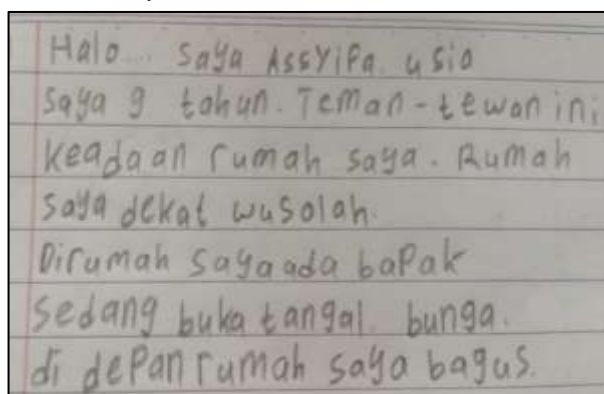 Halo... saya Assyifa usia
saya 9 tahun. Teman-tewan ini
keadaan rumah saya. Rumah
saya dekat wusolah.
Dirumah saya ada bapak
sedang buka tangal. bunga.
di depan rumah saya bagus.